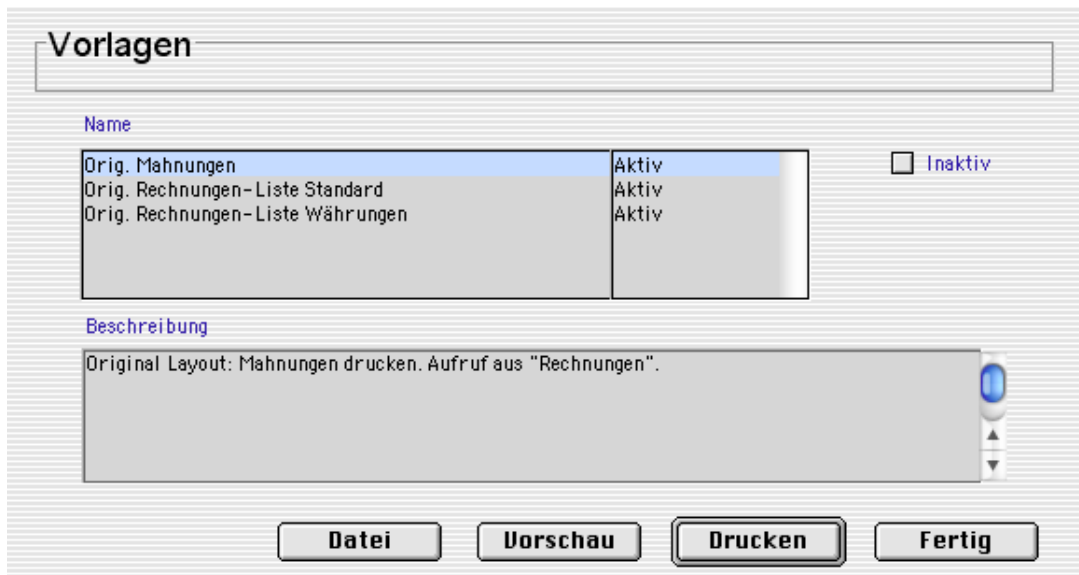 Vorlagen
Name
Orig. Mahnungen Aktiv
Inaktiv
Orig. Rechnungen-Liste Standard Aktiv
Orig. Rechnungen-Liste Währungen Aktiv
Beschreibung
Original Layout: Mahnungen drucken. Aufruf aus "Rechnungen".
Datei Vorschau Drucken Fertig